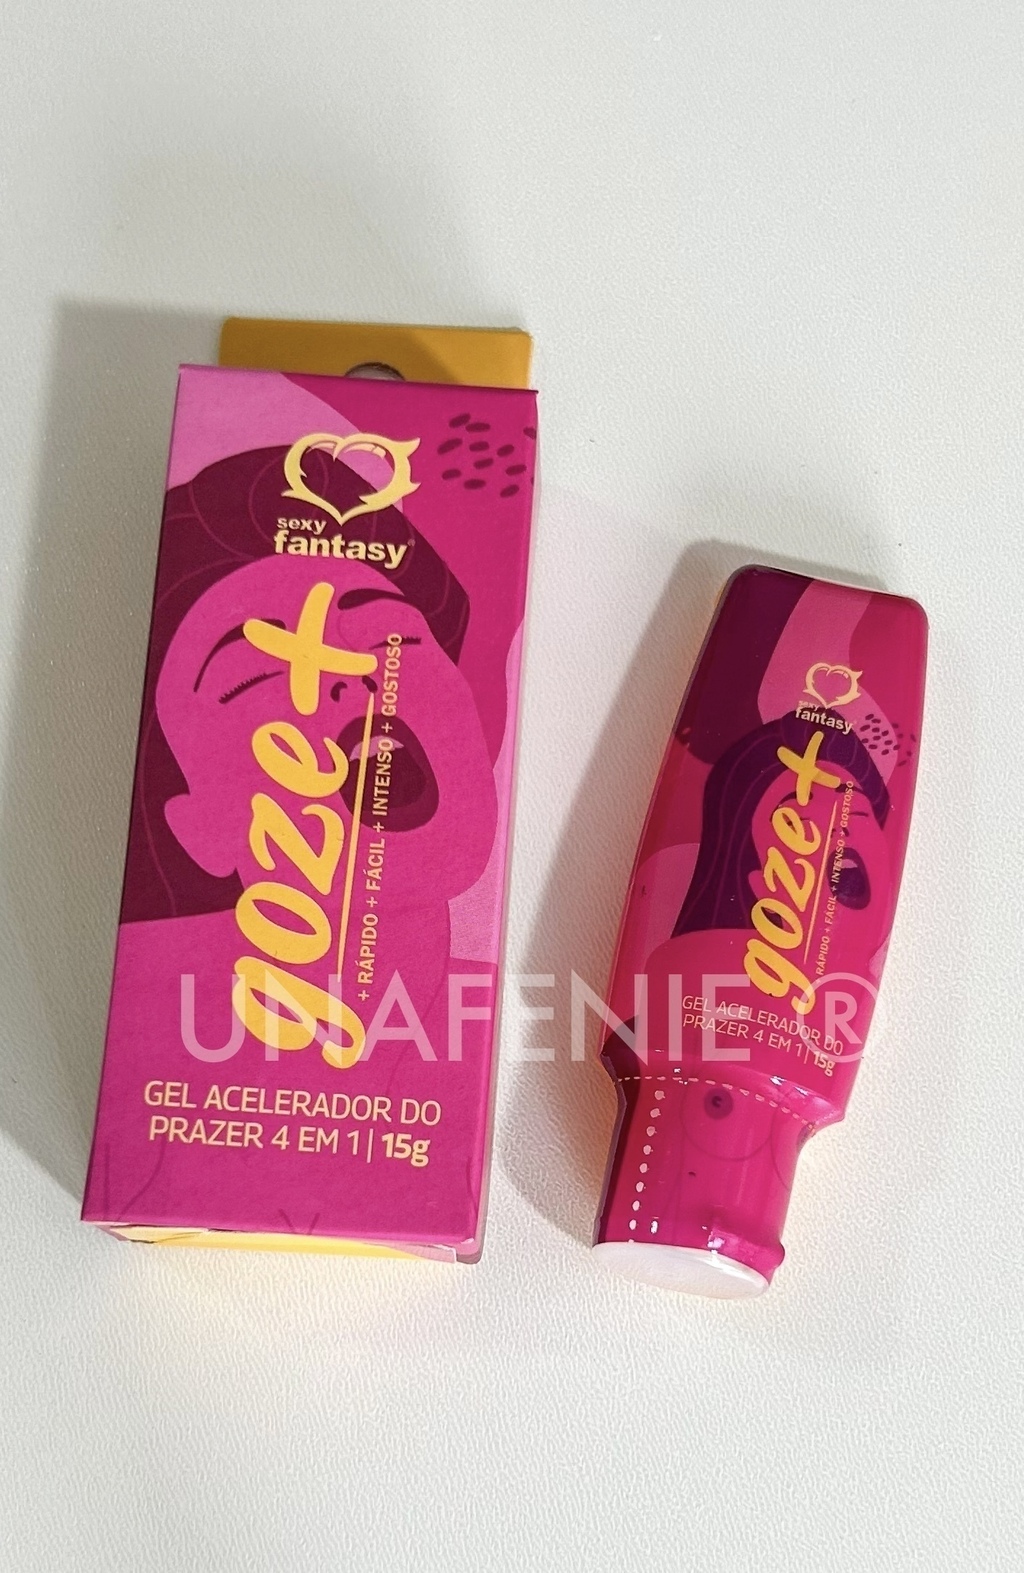 sexy
fantasy
goze+
+ RÁPIDO + FÁCIL + INTENSO + GOSTOSO
GEL ACELERADOR DO
PRAZER 4 EM 1 | 15g
sexy
fantasy
goze+
+ RÁPIDO + FÁCIL + INTENSO + GOSTOSO
GEL ACELERADOR DO
PRAZER 4 EM 1 | 15g
UNAFENIE ®